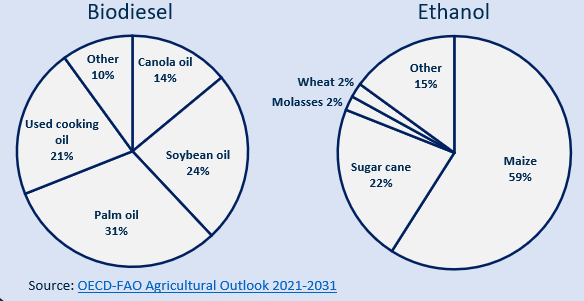 Biodiesel
Other
10%
Canola oil
14%
Used cooking
oil
21%
Soybean oil
24%
Palm oil
31%
Ethanol
Other
15%
Wheat 2%
Molasses 2%
Sugar cane
22%
Maize
59%
Source: OECD-FAO Agricultural Outlook 2021-2031